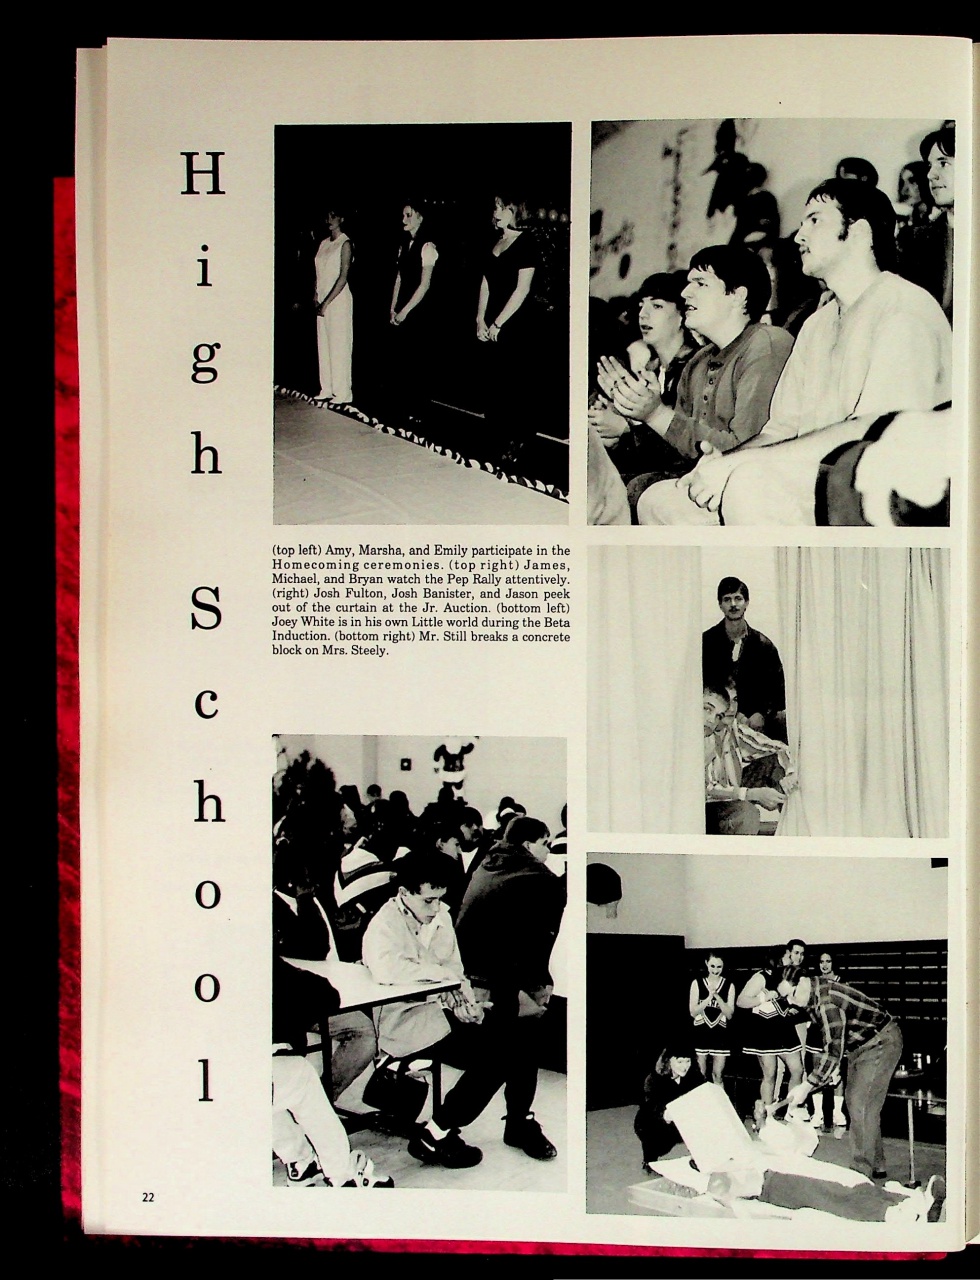 High School
(top left) Amy, Marsha, and Emily participate in the
Homecoming ceremonies. (top right) James,
Michael, and Bryan watch the Pep Rally attentively.
(right) Josh Fulton, Josh Banister, and Jason peek
out of the curtain at the Jr. Auction. (bottom left)
Joey White is in his own Little world during the Beta
Induction. (bottom right) Mr. Still breaks a concrete
block on Mrs. Steely.
22